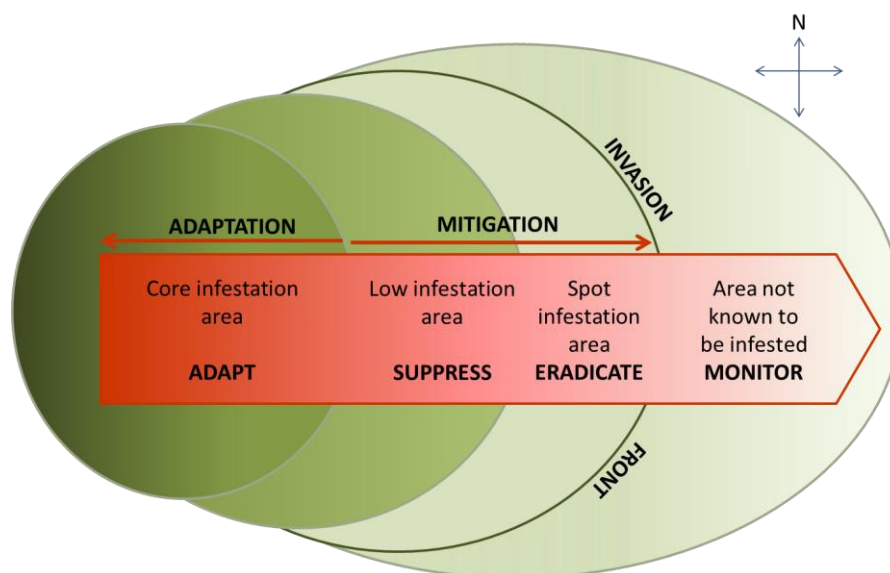 N
INVASION
ADAPTATION
MITIGATION
Core infestation
area
ADAPT
Low infestation
area
SUPPRESS
Spot
infestation
area
ERADICATE
Area not
known to
be infested
MONITOR
FRONT